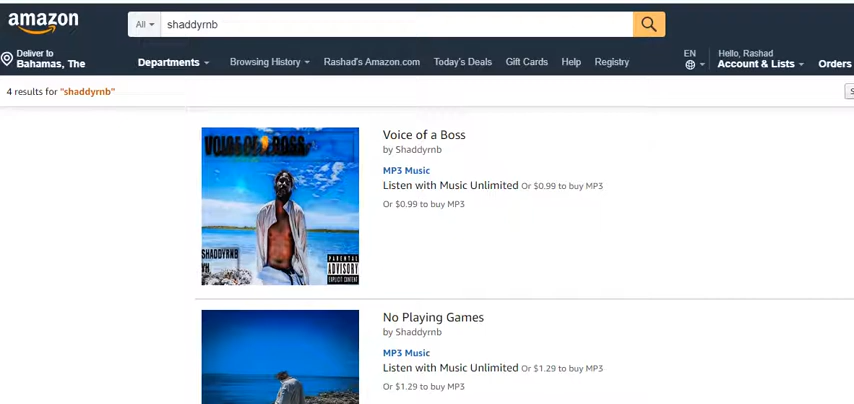 amazon
All
shaddyrnb
Deliver to
Bahamas, The
Departments
Browsing History
Rashad's Amazon.com
Today's Deals
Gift Cards
Help
Registry
EN
Hello, Rashad
Account & Lists
Orders
4 results for "shaddyrnb"
VOICE OF A BOSS
SHADDYRNB
PARENTAL
ADVISORY
EXPLICIT CONTENT
Voice of a Boss
by Shaddyrnb
MP3 Music
Listen with Music Unlimited Or $0.99 to buy MP3
Or $0.99 to buy MP3
No Playing Games
by Shaddyrnb
MP3 Music
Listen with Music Unlimited Or $1.29 to buy MP3
Or $1.29 to buy MP3